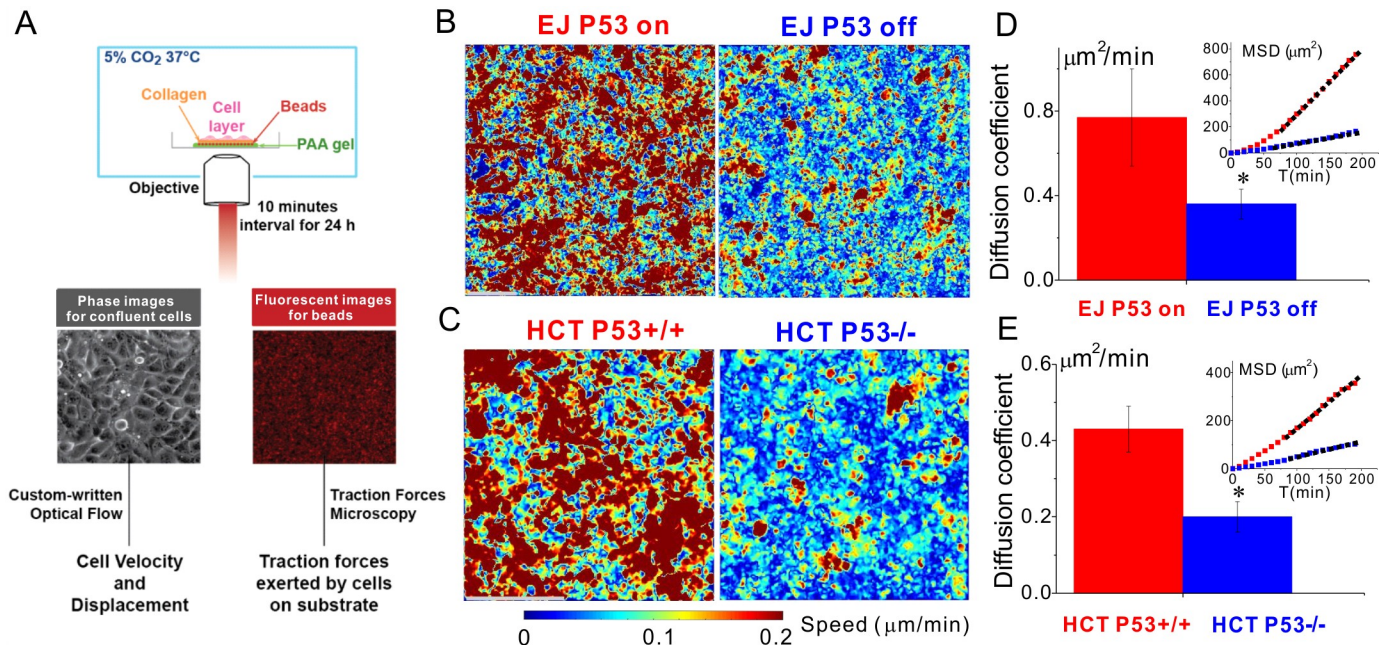 A
5% CO2 37°C
Collagen
Cell
layer
Beads
PAA gel
Objective
10 minutes
interval for 24 h
Phase images
for confluent cells
Fluorescent images
for beads
Custom-written
Optical Flow
Traction Forces
Microscopy
Cell Velocity
and
Displacement
Traction forces
exerted by cells
on substrate
B
EJ P53 on
EJ P53 off
C
HCT P53+/+
HCT P53-/-
0
0.1
0.2
Speed (μm/min)
D
μm²/min
Diffusion coefficient
0.8
0.4
0.0
*
EJ P53 on
EJ P53 off
MSD (μm²)
800
600
400
200
0
0 50 100 150 200
T(min)
E
μm²/min
Diffusion coefficient
0.6
0.4
0.2
0.0
*
HCT P53+/+
HCT P53-/-
MSD (μm²)
400
200
0
0 50 100 150 200
T(min)